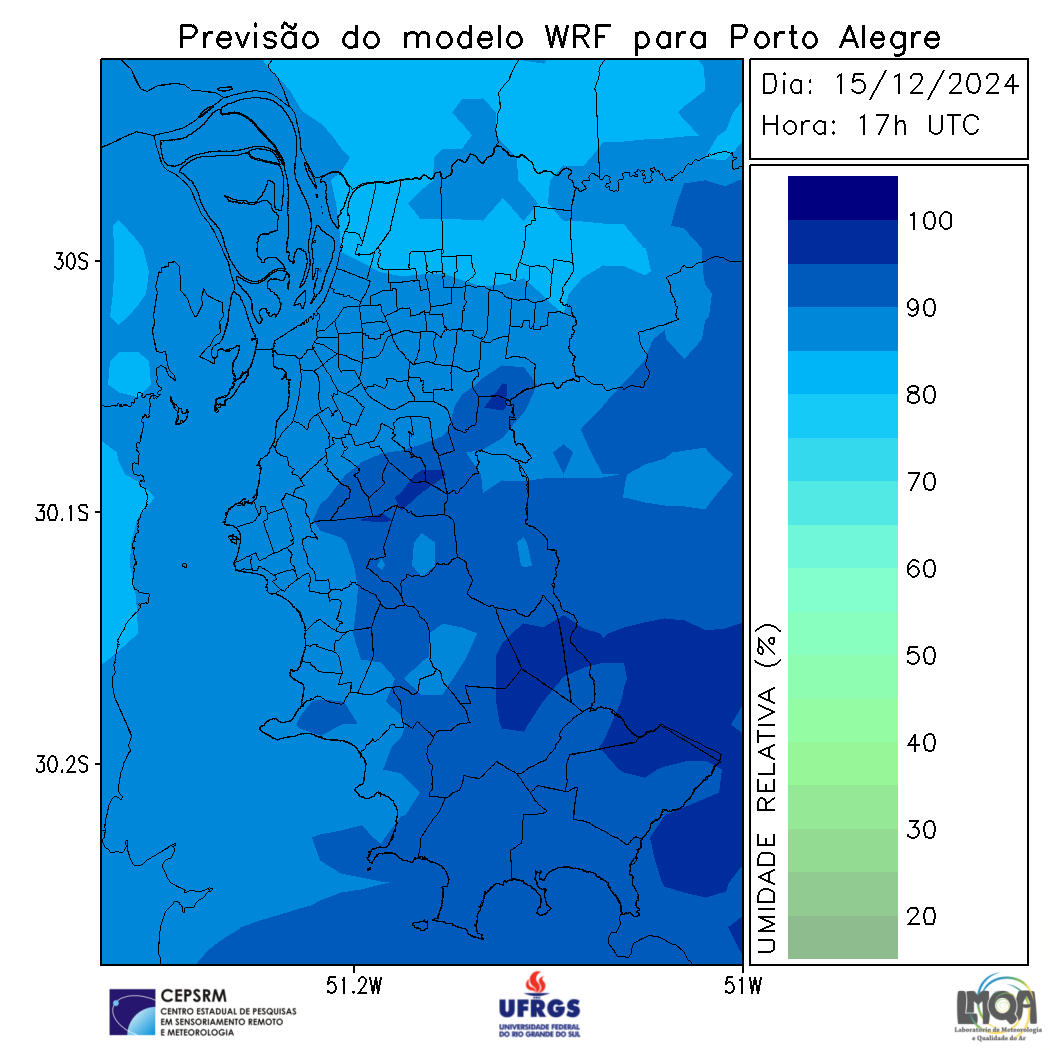 Previsão do modelo WRF para Porto Alegre
Dia: 15/12/2024
Hora: 17h UTC
100
90
80
70
60
50
40
30
20
UMIDADE RELATIVA (%)
30S
30.1S
30.2S
51.2W
51W
CEPSRM
CENTRO ESTADUAL DE PESQUISAS
EM SENSORIAMENTO REMOTO
E METEOROLOGIA
UFRGS
UNIVERSIDADE FEDERAL
DO RIO GRANDE DO SUL
LMQA
Laboratório de Meteorologia
e Qualidade do Ar